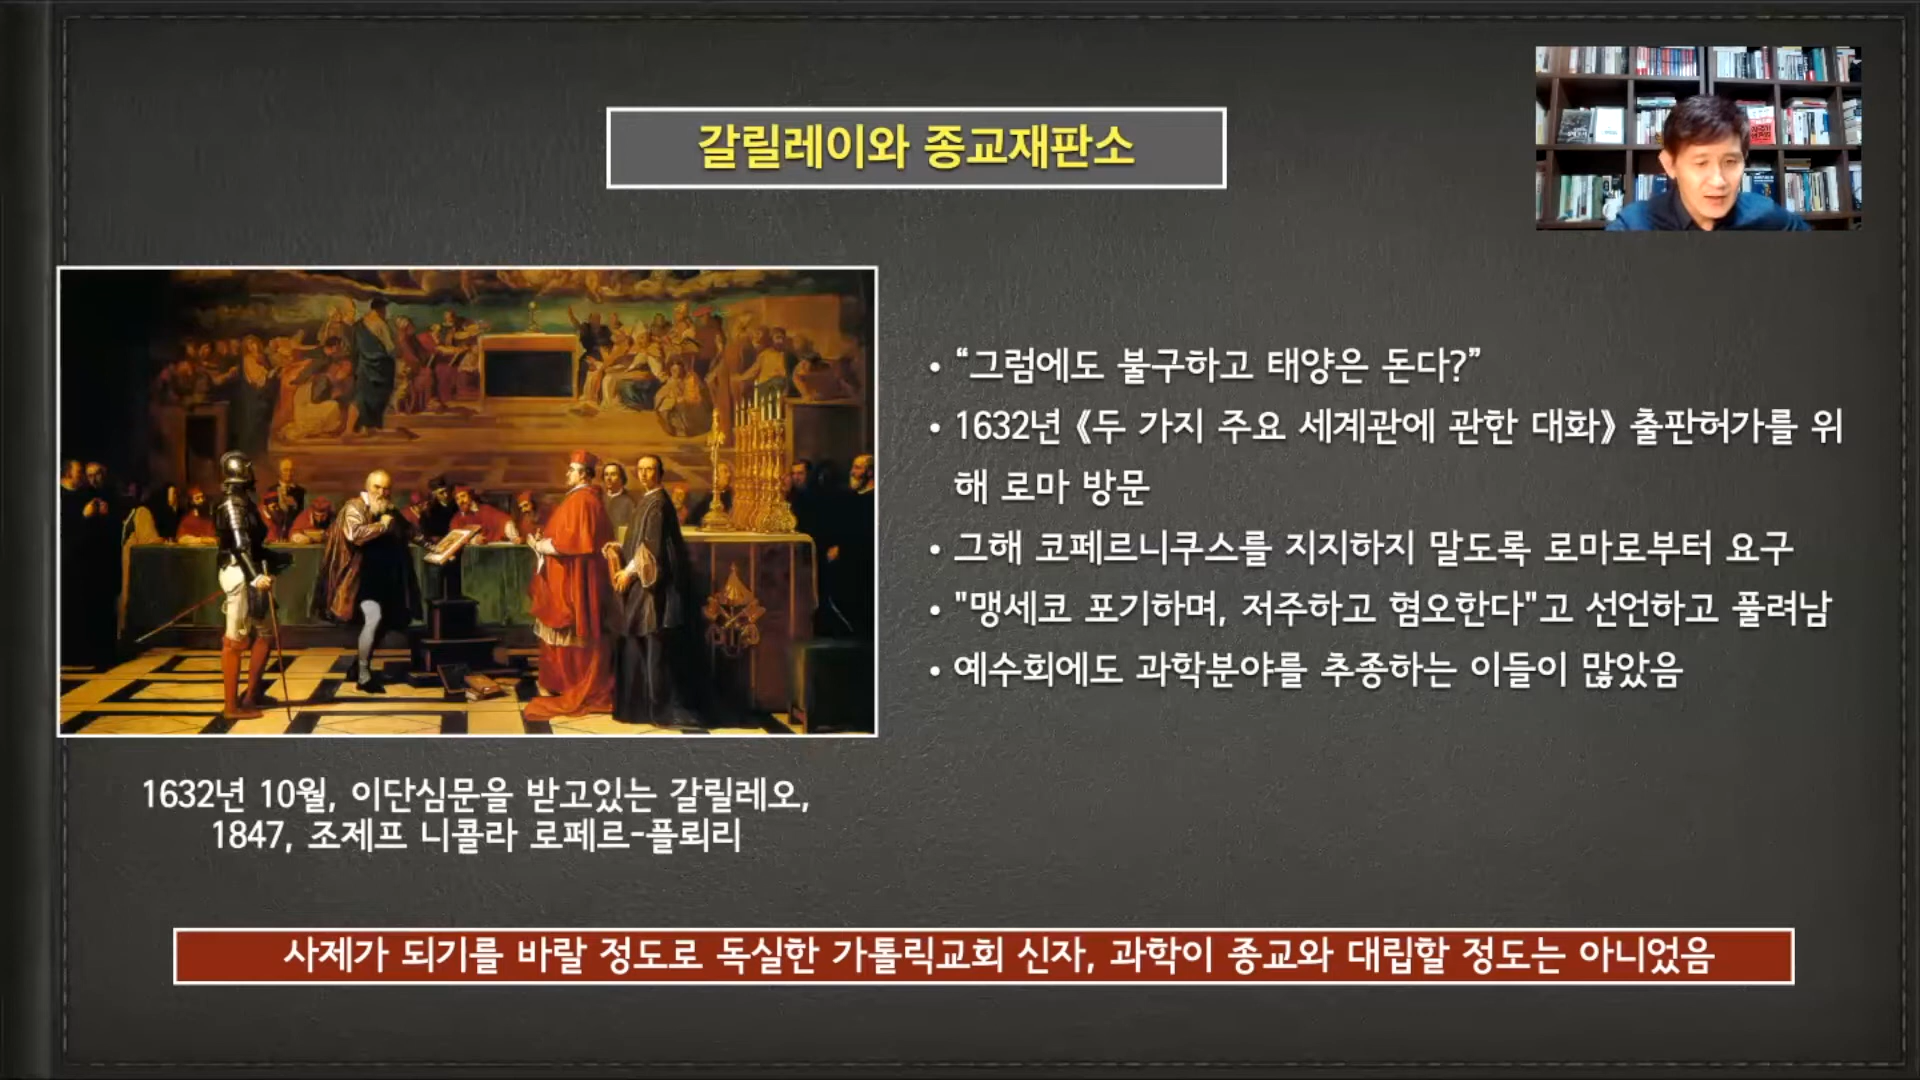 갈릴레이와 종교재판소
• “그럼에도 불구하고 태양은 돈다?”
• 1632년 《두 가지 주요 세계관에 관한 대화》 출판허가를 위
해 로마 방문
• 그해 코페르니쿠스를 지지하지 말도록 로마로부터 요구
• "맹세코 포기하며, 저주하고 혐오한다"고 선언하고 풀려남
• 예수회에도 과학분야를 추종하는 이들이 많았음
1632년 10월, 이단심문을 받고있는 갈릴레오,
1847, 조제프 니콜라 로페르-플뢰리
사제가 되기를 바랄 정도로 독실한 가톨릭교회 신자, 과학이 종교와 대립할 정도는 아니었음